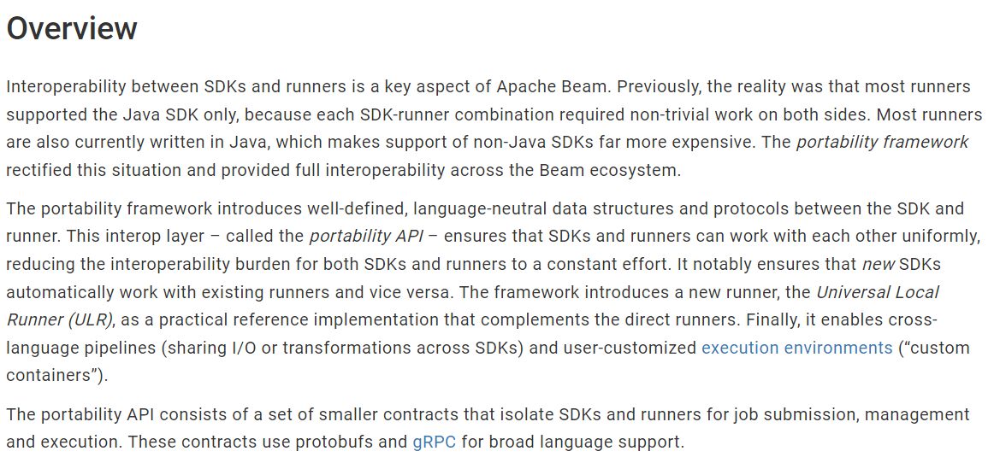 Overview
Interoperability between SDKs and runners is a key aspect of Apache Beam. Previously, the reality was that most runners
supported the Java SDK only, because each SDK-runner combination required non-trivial work on both sides. Most runners
are also currently written in Java, which makes support of non-Java SDKs far more expensive. The portability framework
rectified this situation and provided full interoperability across the Beam ecosystem.
The portability framework introduces well-defined, language-neutral data structures and protocols between the SDK and
runner. This interop layer – called the portability API – ensures that SDKs and runners can work with each other uniformly,
reducing the interoperability burden for both SDKs and runners to a constant effort. It notably ensures that new SDKs
automatically work with existing runners and vice versa. The framework introduces a new runner, the Universal Local
Runner (ULR), as a practical reference implementation that complements the direct runners. Finally, it enables cross-
language pipelines (sharing I/O or transformations across SDKs) and user-customized execution environments (“custom
containers”).
The portability API consists of a set of smaller contracts that isolate SDKs and runners for job submission, management
and execution. These contracts use protobufs and gRPC for broad language support.